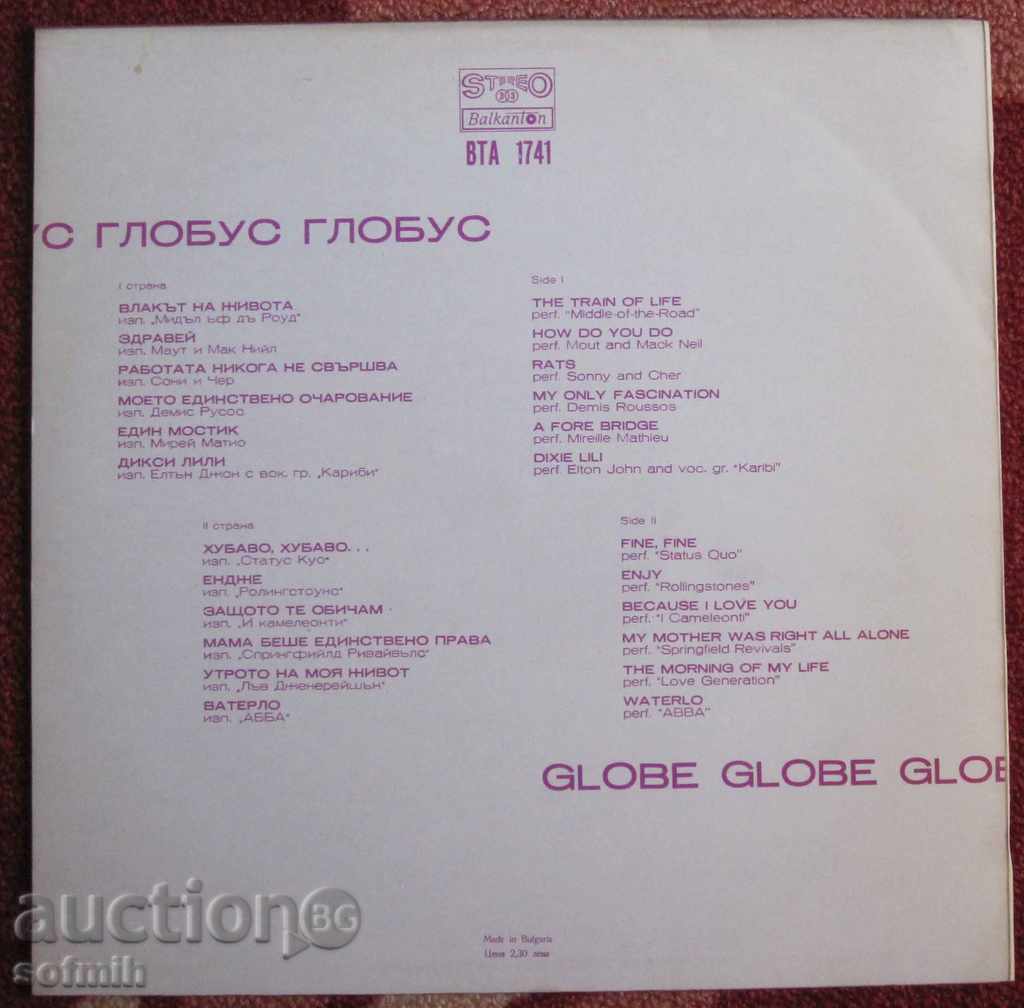 STEREO
33
Balkanton
ВТА 1741
УС ГЛОБУС ГЛОБУС
I страна
ВЛАКЪТ НА ЖИВОТА
изп. „Мидъл ъф дъ Роуд“
ЗДРАВЕЙ
изп. Маут и Мак Нийл
РАБОТАТА НИКОГА НЕ СВЪРШВА
изп. Сони и Чер
МОЕТО ЕДИНСТВЕНО ОЧАРОВАНИЕ
изп. Демис Русос
ЕДИН МОСТИК
изп. Мирей Матио
ДИКСИ ЛИЛИ
изп. Елтън Джон с вок. гр. „Кариби“
Side I
THE TRAIN OF LIFE
perf. "Middle-of-the-Road"
HOW DO YOU DO
perf. Mout and Mack Neil
RATS
perf. Sonny and Cher
MY ONLY FASCINATION
perf. Demis Roussos
A FORE BRIDGE
perf. Mireille Mathieu
DIXIE LILI
perf. Elton John and voc. gr. "Karibi"
II страна
ХУБАВО, ХУБАВО...
изп. „Статус Куо“
ЕНДЖЕ
изп. „Ролингстоунс“
ЗАЩОТО ТЕ ОБИЧАМ
изп. „И камелеонти“
МАМА БЕШЕ ЕДИНСТВЕНО ПРАВА
изп. „Спрингфийлд Ривайвълс“
УТРОТО НА МОЯ ЖИВОТ
изп. „Лъв Дженерейшън“
ВАТЕРЛО
изп. „АББА“
Side II
FINE, FINE
perf. "Status Quo"
ENJY
perf. "Rollingstones"
BECAUSE I LOVE YOU
perf. "I Cameleonti"
MY MOTHER WAS RIGHT ALL ALONE
perf. "Springfield Revivals"
THE MORNING OF MY LIFE
perf. "Love Generation"
WATERLO
perf. "ABBA"
GLOBE GLOBE GLOB
Made in Bulgaria
Цена 2,30 лева
auction BG
sofmih